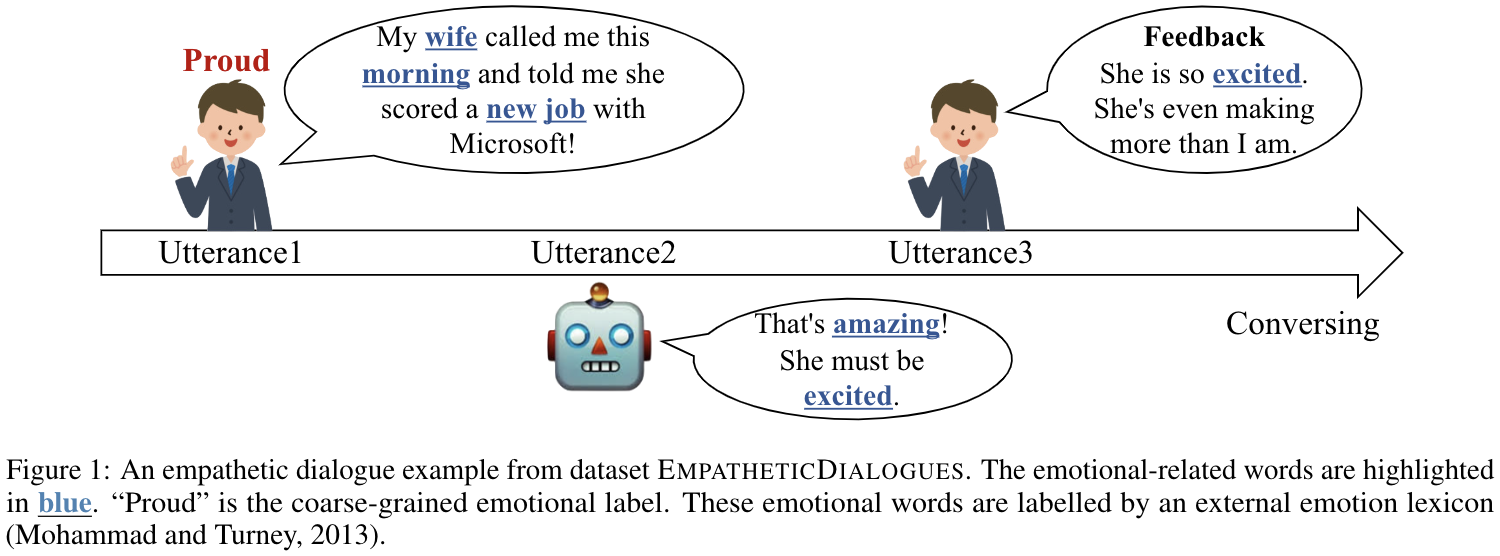 Proud
My wife called me this
morning and told me she
scored a new job with
Microsoft!
Feedback
She is so excited.
She's even making
more than I am.
Utterance1
Utterance2
Utterance3
That's amazing!
She must be
excited.
Conversing
Figure 1: An empathetic dialogue example from dataset EMPATHETICDIALOGUES. The emotional-related words are highlighted
in blue. “Proud” is the coarse-grained emotional label. These emotional words are labelled by an external emotion lexicon
(Mohammad and Turney, 2013).